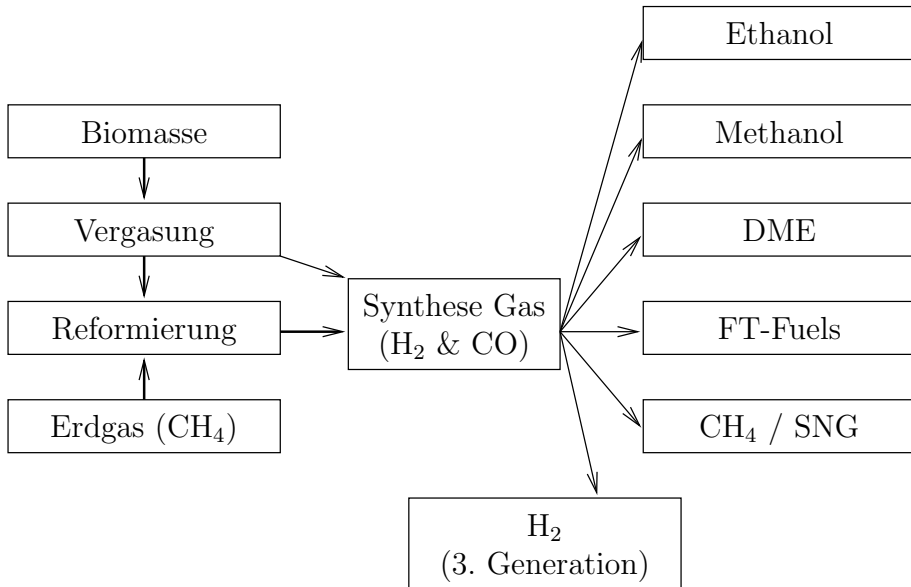 Biomasse
Vergasung
Reformierung
Erdgas (CH₄)
Synthese Gas
(H₂ & CO)
Ethanol
Methanol
DME
FT-Fuels
CH₄ / SNG
H₂
(3. Generation)